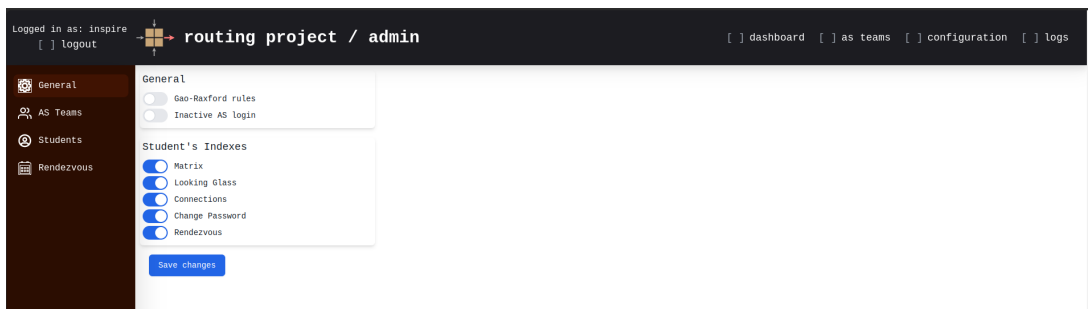 Logged in as: inspire
[ ] logout
routing project / admin
[ ] dashboard [ ] as teams [ ] configuration [ ] logs
General
AS Teams
Students
Rendezvous
General
Gao-Raxford rules
Inactive AS login
Student's Indexes
Matrix
Looking Glass
Connections
Change Password
Rendezvous
Save changes